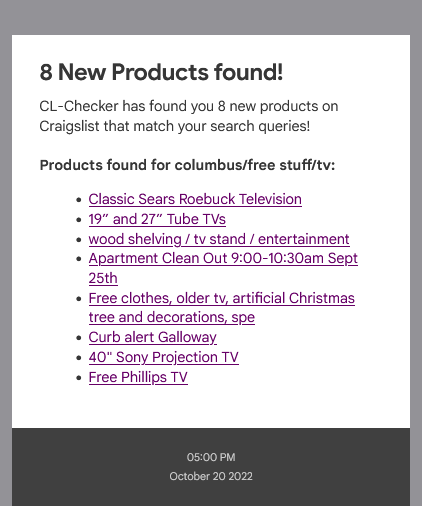 8 New Products found!
CL-Checker has found you 8 new products on
Craigslist that match your search queries!
Products found for columbus/free stuff/tv:
• Classic Sears Roebuck Television
• 19” and 27” Tube TVs
• wood shelving / tv stand / entertainment
• Apartment Clean Out 9:00-10:30am Sept
25th
• Free clothes, older tv, artificial Christmas
tree and decorations, spe
• Curb alert Galloway
• 40" Sony Projection TV
• Free Phillips TV
05:00 PM
October 20 2022